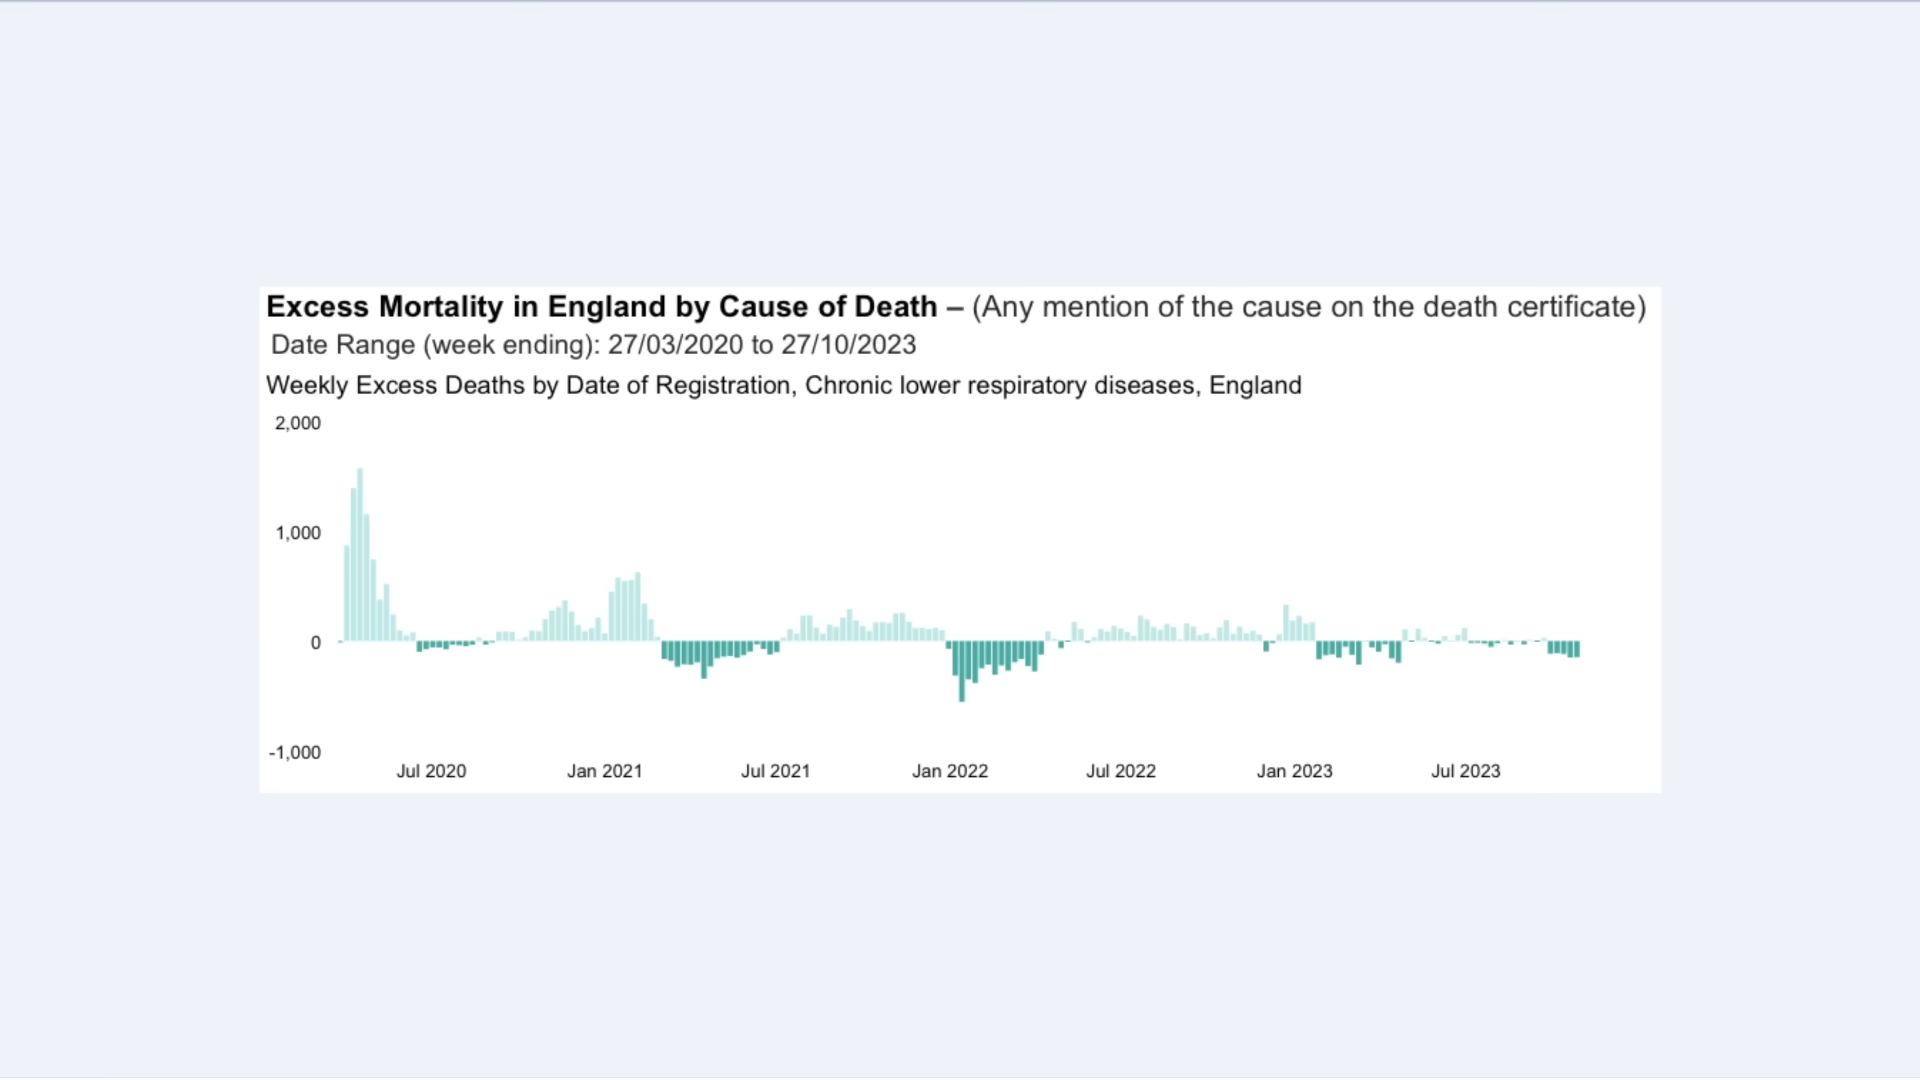 Excess Mortality in England by Cause of Death – (Any mention of the cause on the death certificate)
Date Range (week ending): 27/03/2020 to 27/10/2023
Weekly Excess Deaths by Date of Registration, Chronic lower respiratory diseases, England
2,000
1,000
0
-1,000
Jul 2020 Jan 2021 Jul 2021 Jan 2022 Jul 2022 Jan 2023 Jul 2023